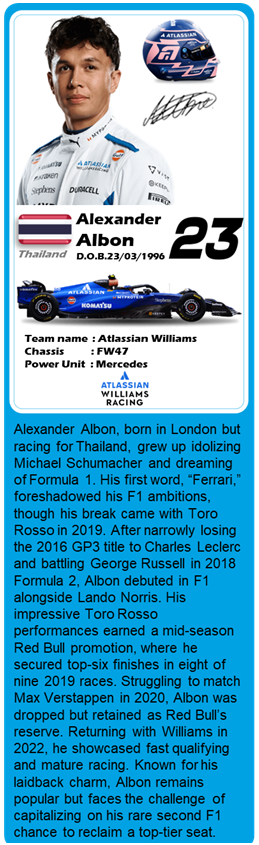 ATLASSIAN
ATLASSIAN
Stephens
DURACELL
KEEPER
PIRELLI
Alexander
Albon
Thailand
D.O.B.23/03/1996
23
ATLASSIAN
KOMATSU
MYPROTEIN
Team name : Atlassian Williams
Chassis : FW47
Power Unit : Mercedes
ATLASSIAN
WILLIAMS
RACING
Alexander Albon, born in London but
racing for Thailand, grew up idolizing
Michael Schumacher and dreaming
of Formula 1. His first word, “Ferrari,”
foreshadowed his F1 ambitions,
though his break came with Toro
Rosso in 2019. After narrowly losing
the 2016 GP3 title to Charles Leclerc
and battling George Russell in 2018
Formula 2, Albon debuted in F1
alongside Lando Norris. His
impressive Toro Rosso
performances earned a mid-season
Red Bull promotion, where he
secured top-six finishes in eight of
nine 2019 races. Struggling to match
Max Verstappen in 2020, Albon was
dropped but retained as Red Bull’s
reserve. Returning with Williams in
2022, he showcased fast qualifying
and mature racing. Known for his
laidback charm, Albon remains
popular but faces the challenge of
capitalizing on his rare second F1
chance to reclaim a top-tier seat.